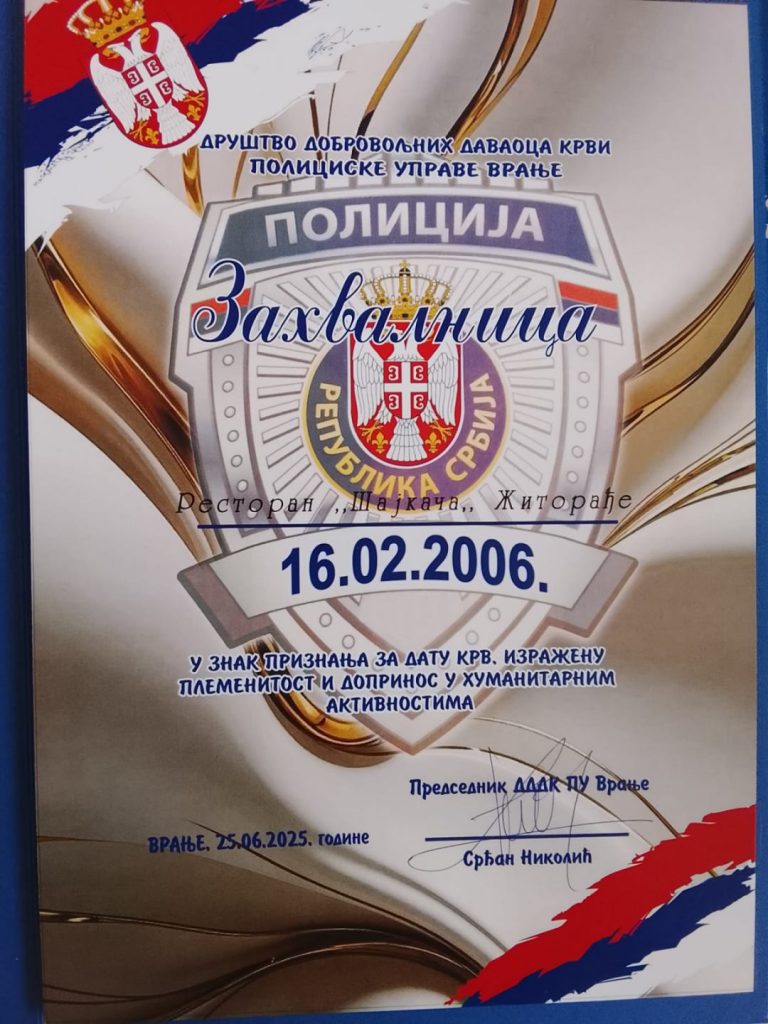 ДРУШТВО ДОБРОВОЉНИХ ДАВАОЦА КРВИ
ПОЛИЦИСКЕ УПРАВЕ ВРАЊЕ
ПОЛИЦИЈА
Захвалница
РЕПУБЛИКА СРБИЈА
Ресторан ,,Шајкача,, Житорађе
16.02.2006.
У ЗНАК ПРИЗНАЊА ЗА ДАТУ КРВ. ИЗРАЖЕНУ
ПЛЕМЕНИТОСТ И ДОПРИНОС У ХУМАНИТАРНИМ
АКТИВНОСТИМА
Председник ДДДК ПУ Врање
ВРАЊЕ, 25.06.2025. године
Срђан Николић